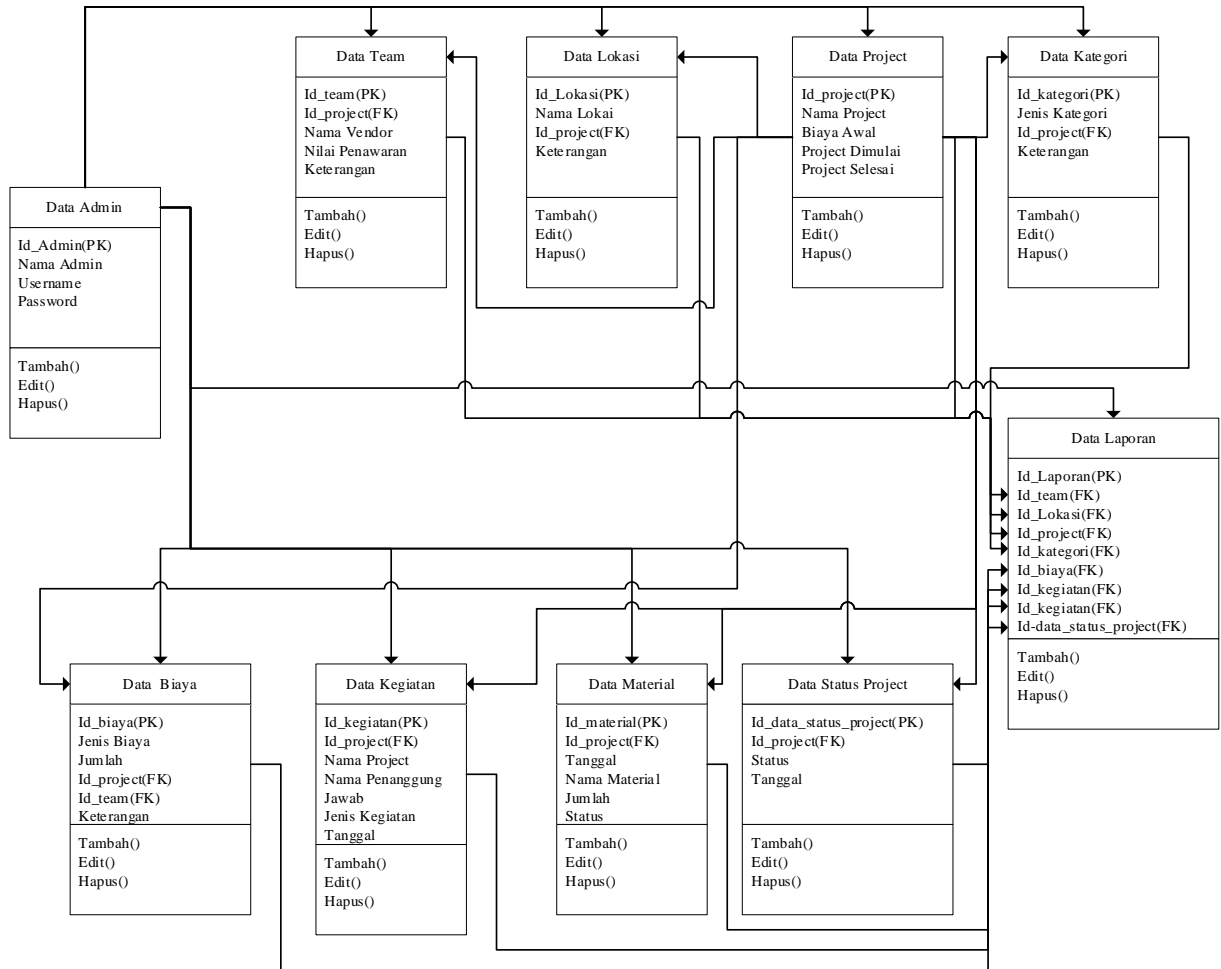 Data Team
Id_team(PK)
Id_project(FK)
Nama Vendor
Nilai Penawaran
Keterangan
Tambah()
Edit()
Hapus()
Data Lokasi
Id_Lokasi(PK)
Nama Lokai
Id_project(FK)
Keterangan
Tambah()
Edit()
Hapus()
Data Project
Id_project(PK)
Nama Project
Biaya Awal
Project Dimulai
Project Selesai
Tambah()
Edit()
Hapus()
Data Kategori
Id_kategori(PK)
Jenis Kategori
Id_project(FK)
Keterangan
Tambah()
Edit()
Hapus()
Data Admin
Id_Admin(PK)
Nama Admin
Username
Password
Tambah()
Edit()
Hapus()
Data Laporan
Id_Laporan(PK)
Id_team(FK)
Id_Lokasi(FK)
Id_project(FK)
Id_kategori(FK)
Id_biaya(FK)
Id_kegiatan(FK)
Id_kegiatan(FK)
Id-data_status_project(FK)
Tambah()
Edit()
Hapus()
Data Biaya
Id_biaya(PK)
Jenis Biaya
Jumlah
Id_project(FK)
Id_team(FK)
Keterangan
Tambah()
Edit()
Hapus()
Data Kegiatan
Id_kegiatan(PK)
Id_project(FK)
Nama Project
Nama Penanggung
Jawab
Jenis Kegiatan
Tanggal
Tambah()
Edit()
Hapus()
Data Material
Id_material(PK)
Id_project(FK)
Tanggal
Nama Material
Jumlah
Status
Tambah()
Edit()
Hapus()
Data Status Project
Id_data_status_project(PK)
Id_project(FK)
Status
Tanggal
Tambah()
Edit()
Hapus()